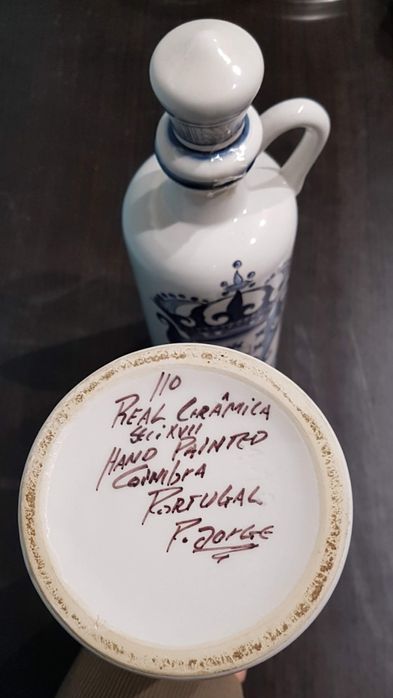 110
REAL CERÂMICA
Sec. XVII
HAND PAINTED
Coimbra
PORTUGAL
P. Jorge